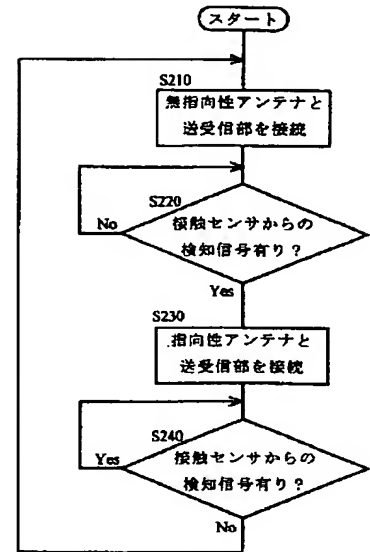 スタート
S210
無指向性アンテナと
送受信部を接続
S220
接触センサからの
検知信号有り?
No
Yes
S230
指向性アンテナと
送受信部を接続
S240
接触センサからの
検知信号有り?
Yes
No